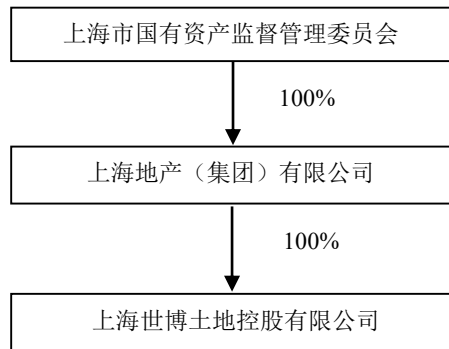 上海市国有资产监督管理委员会
100%
上海地产（集团）有限公司
100%
上海世博土地控股有限公司